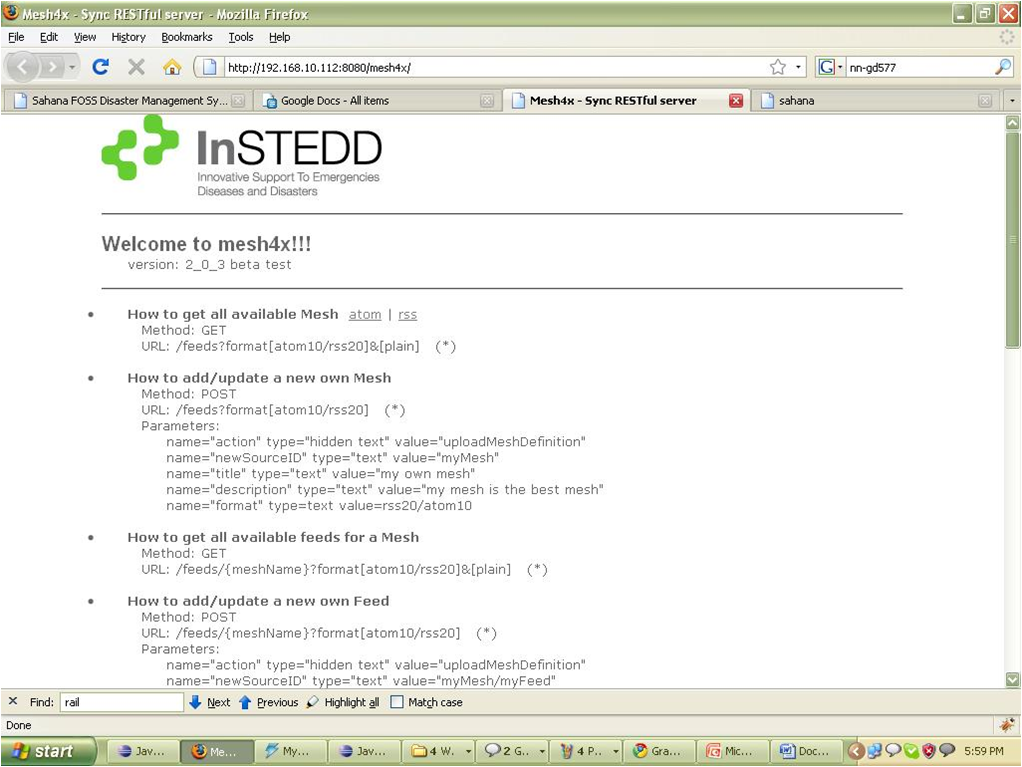 Mesh4x - Sync RESTful server - Mozilla Firefox
File Edit View History Bookmarks Tools Help
http://192.168.10.112:8080/mesh4x/
G nn-gd577
Sahana FOSS Disaster Management Sy... Google Docs - All items Mesh4x - Sync RESTful server sahana
InSTEDD
Innovative Support To Emergencies
Diseases and Disasters
Welcome to mesh4x!!!
version: 2_0_3 beta test
• How to get all available Mesh atom | rss
Method: GET
URL: /feeds?format[atom10/rss20]&[plain] (*)
• How to add/update a new own Mesh
Method: POST
URL: /feeds?format[atom10/rss20] (*)
Parameters:
name="action" type="hidden text" value="uploadMeshDefinition"
name="newSourceID" type="text" value="myMesh"
name="title" type="text" value="my own mesh"
name="description" type="text" value="my mesh is the best mesh"
name="format" type=text value=rss20/atom10
• How to get all available feeds for a Mesh
Method: GET
URL: /feeds/{meshName}?format[atom10/rss20]&[plain] (*)
• How to add/update a new own Feed
Method: POST
URL: /feeds/{meshName}?format[atom10/rss20] (*)
Parameters:
name="action" type="hidden text" value="uploadMeshDefinition"
name="newSourceID" type="text" value="myMesh/myFeed"
Find: rail Next Previous Highlight all Match case
Done
start Jav... Me... My... Jav... 4 W. 2 G.. 4 P.. Gra... Mic... Doc... 5:59 PM